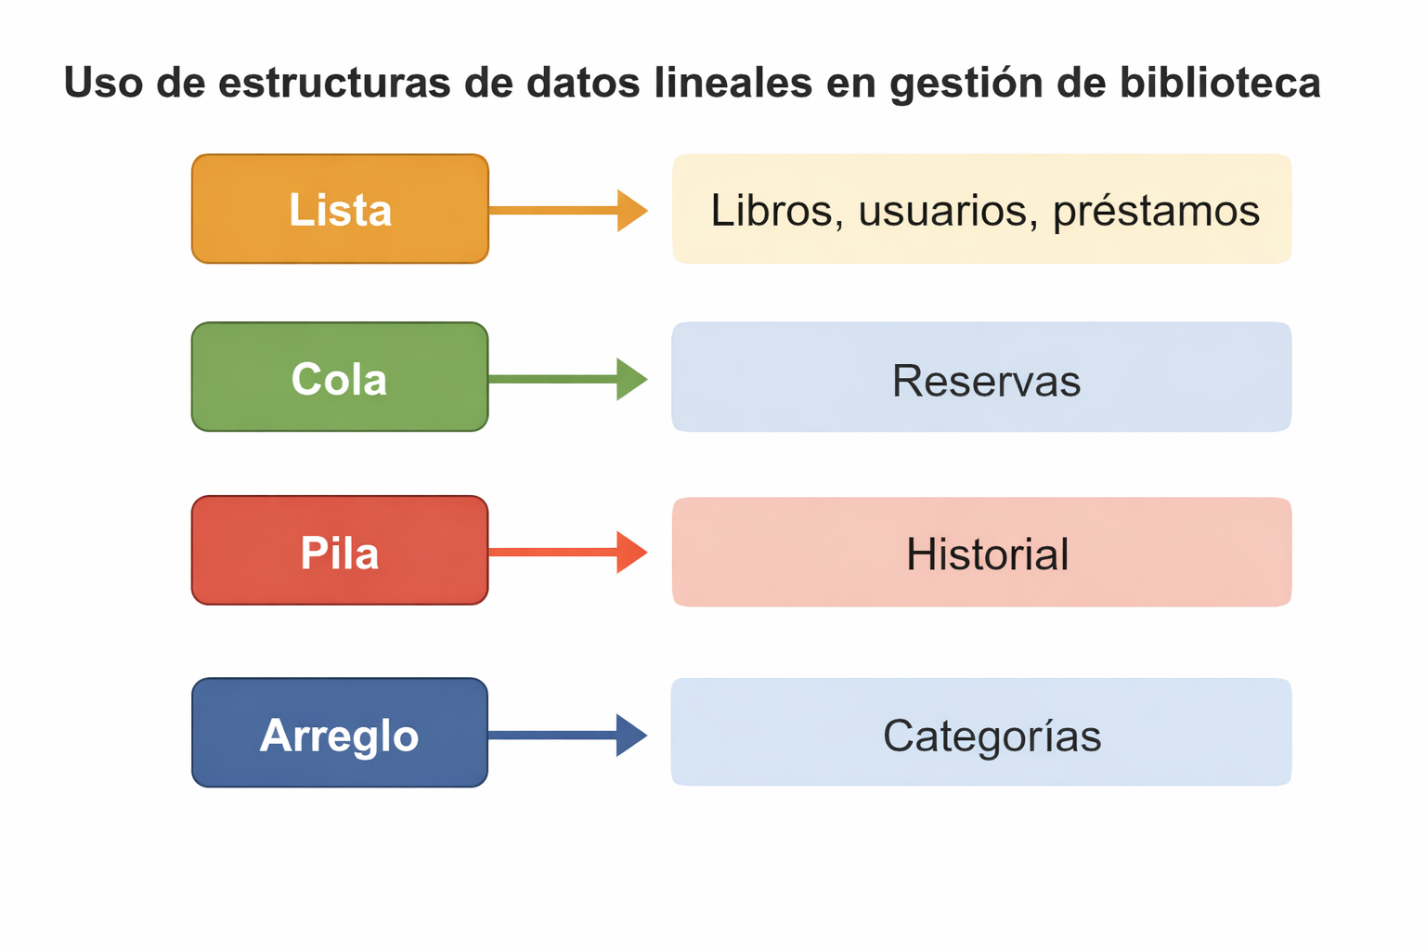 Uso de estructuras de datos lineales en gestión de biblioteca
Lista
Libros, usuarios, préstamos
Cola
Reservas
Pila
Historial
Arreglo
Categorías